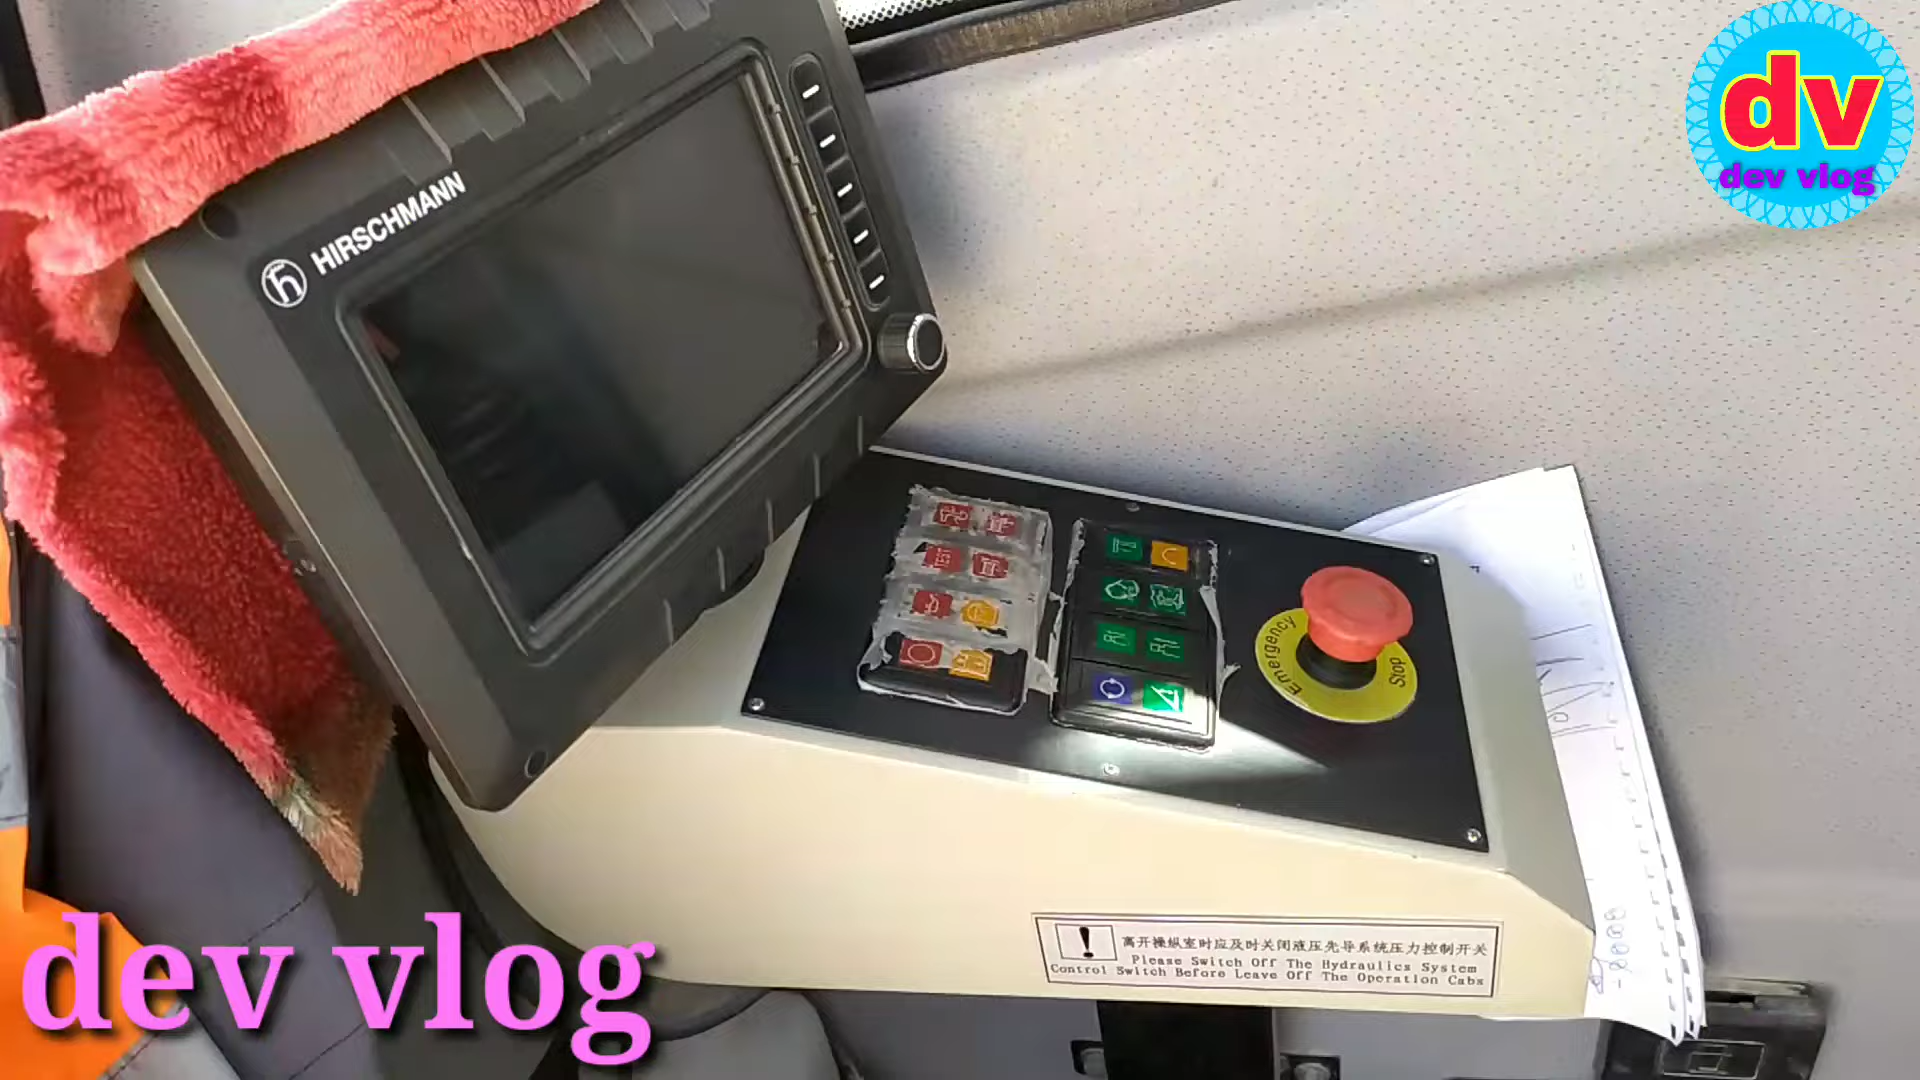 dv
dev vlog
HIRSCHMANN
Emergency
Stop
离开操纵室时应及时关闭液压先导系统压力控制开关
Please Switch Off The Hydraulics System
Control Switch Before Leave Off The Operation Cabs
dev vlog